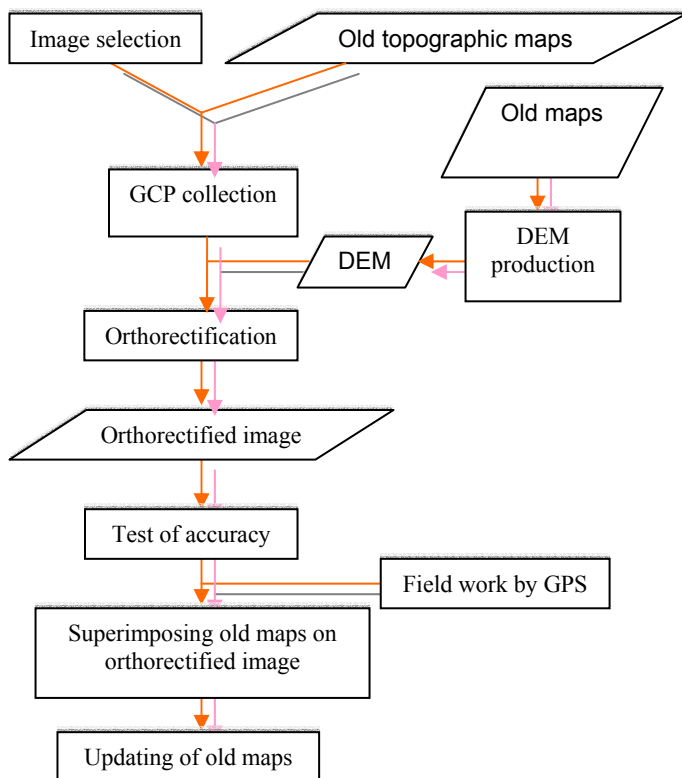 Image selection
Old topographic maps
Old maps
GCP collection
DEM
production
DEM
Orthorectification
Orthorectified image
Test of accuracy
Field work by GPS
Superimposing old maps on
orthorectified image
Updating of old maps